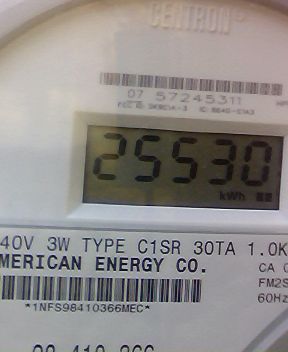 CENTRON®
07 57245311
25530
kWh
40V 3W TYPE C1SR 30TA 1.0K
MERICAN ENERGY CO.
CA 0
FM2S
60Hz
*1NFS98410366MEC*